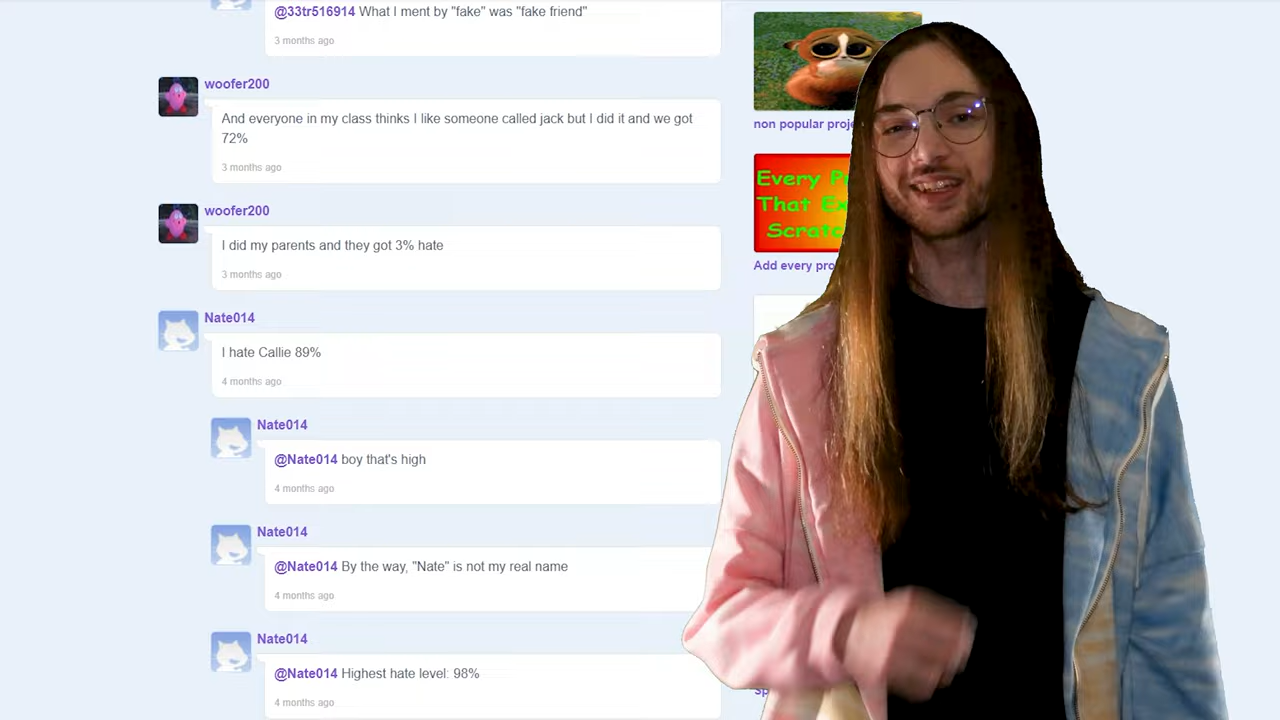 @33tr516914 What I ment by "fake" was "fake friend"
3 months ago
woofer200
And everyone in my class thinks I like someone called jack but I did it and we got
72%
3 months ago
woofer200
I did my parents and they got 3% hate
3 months ago
Nate014
I hate Callie 89%
4 months ago
Nate014
@Nate014 boy that's high
4 months ago
Nate014
@Nate014 By the way, "Nate" is not my real name
4 months ago
Nate014
@Nate014 Highest hate level: 98%
4 months ago
non popular
Every
That
Add every